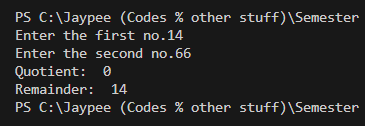 PS C:\Jaypee (Codes % other stuff)\Semester
Enter the first no.14
Enter the second no.66
Quotient:  0
Remainder:  14
PS C:\Jaypee (Codes % other stuff)\Semester